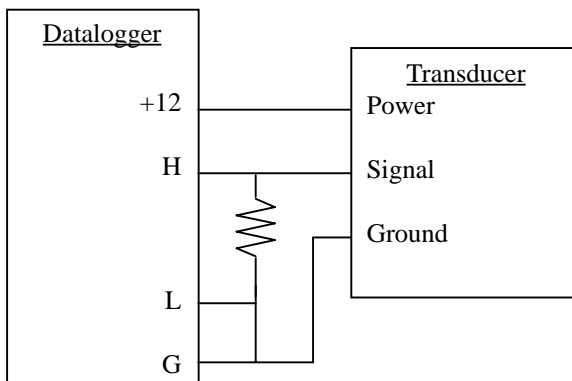 Datalogger
+12
H
L
G
Transducer
Power
Signal
Ground